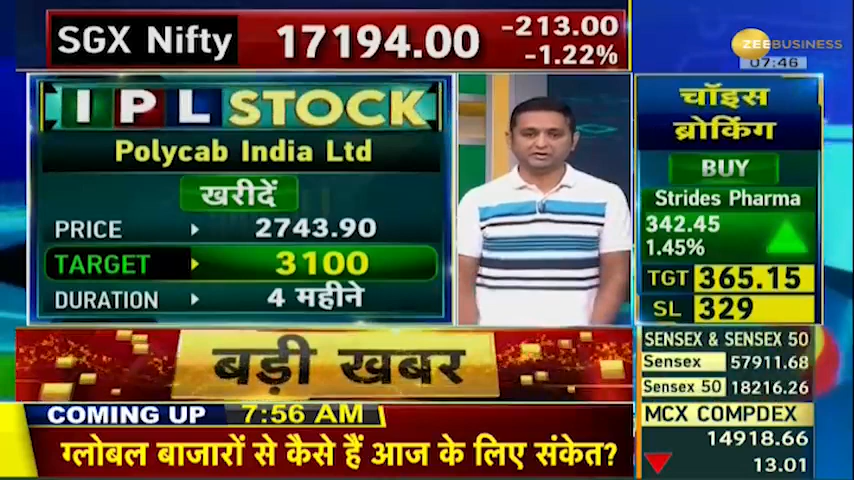 SGX Nifty 17194.00 -213.00
-1.22%
ZEE BUSINESS
07:46
IPL STOCK
Polycab India Ltd
खरीदें
PRICE 2743.90
TARGET 3100
DURATION 4 महीने
चॉइस
ब्रोकिंग
BUY
Strides Pharma
342.45
1.45%
TGT 365.15
SL 329
SENSEX & SENSEX 50
Sensex 57911.68
Sensex 50 18216.26
MCX COMPDEX
14918.66
13.01
बड़ी खबर
COMING UP 7:56 AM
ग्लोबल बाजारों से कैसे हैं आज के लिए संकेत?